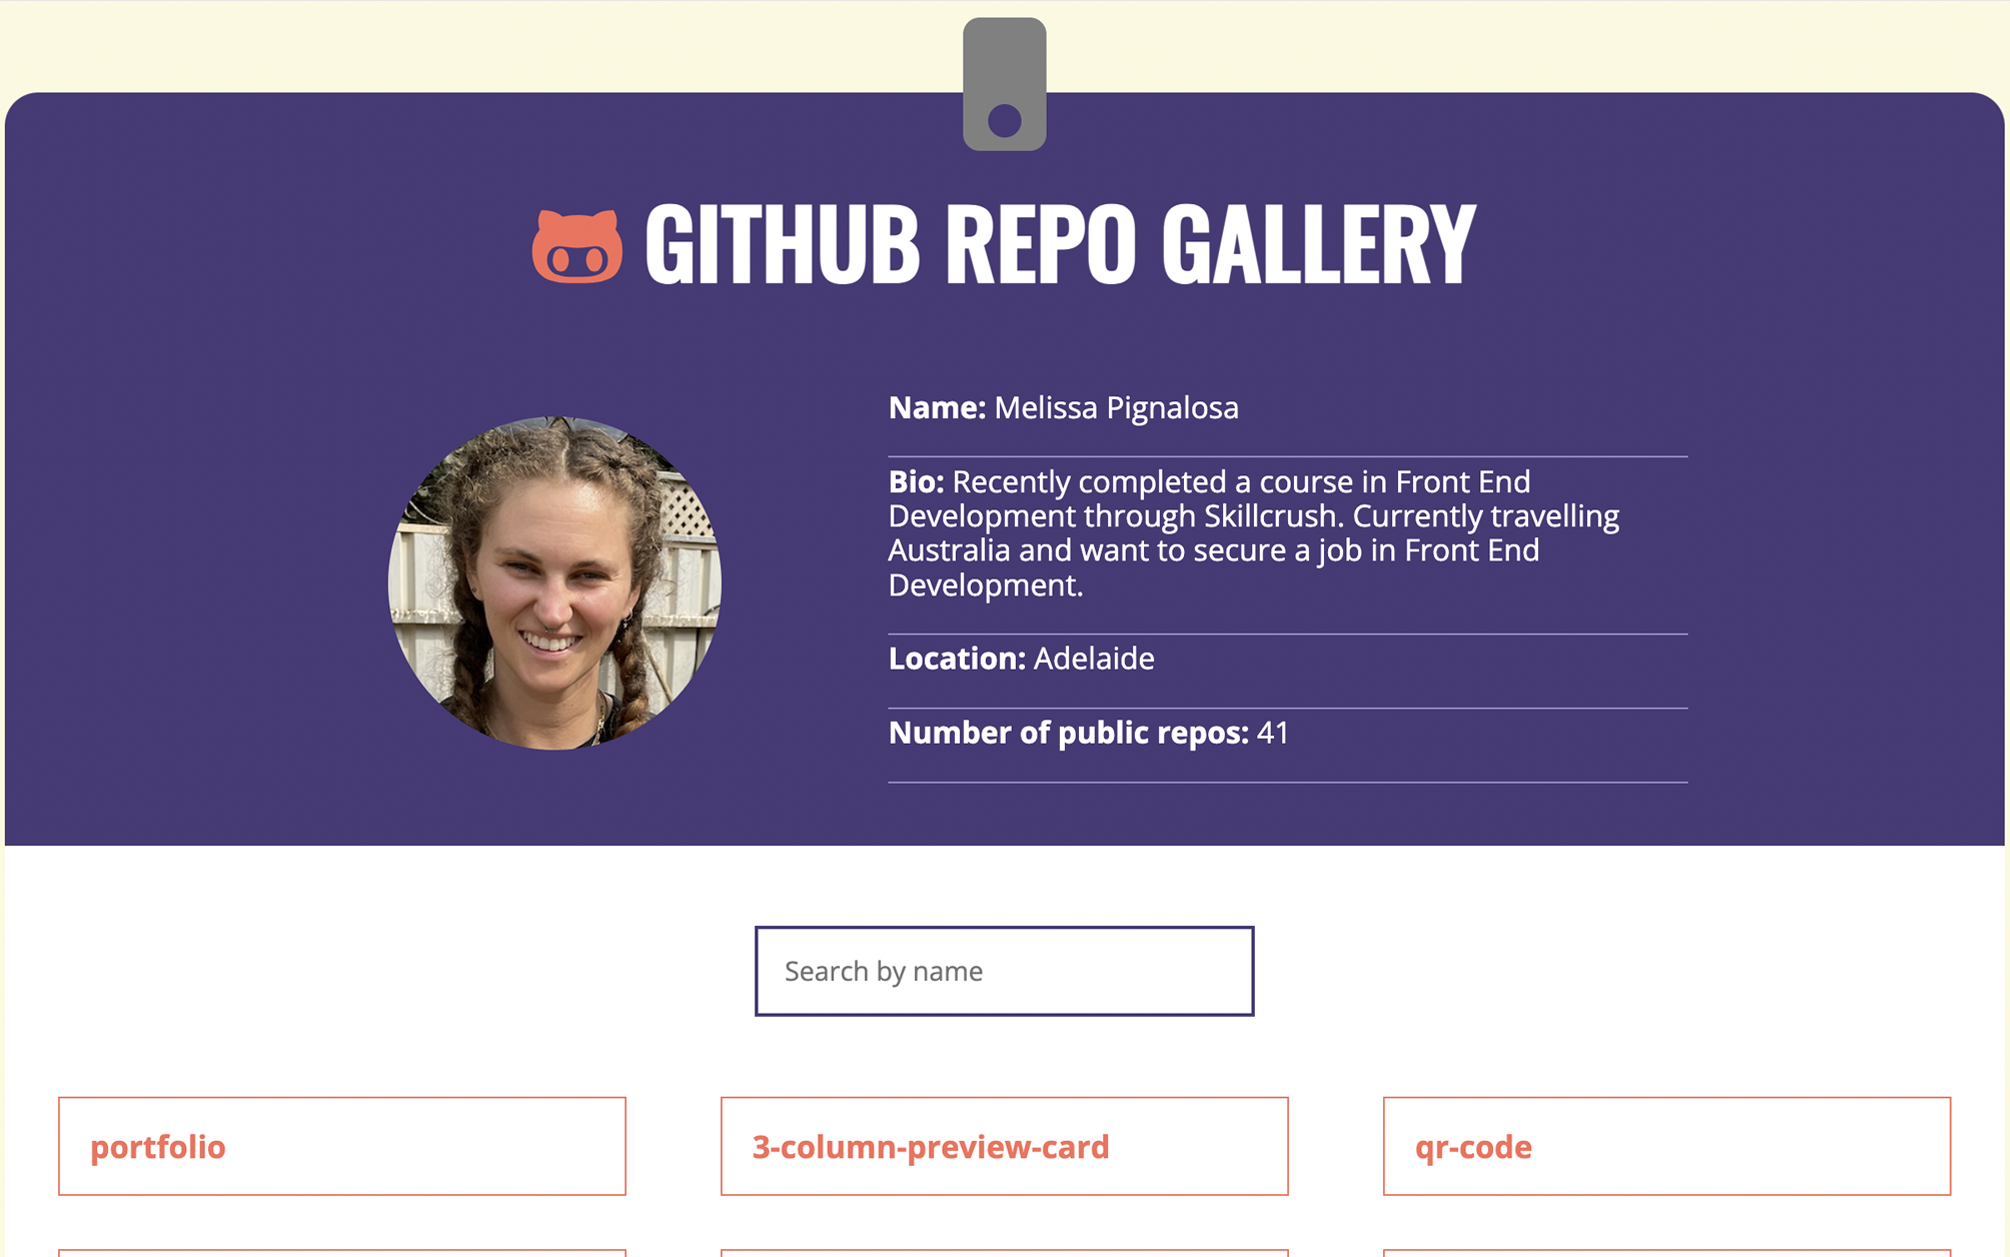 GITHUB REPO GALLERY
Name: Melissa Pignalosa
Bio: Recently completed a course in Front End
Development through Skillcrush. Currently travelling
Australia and want to secure a job in Front End
Development.
Location: Adelaide
Number of public repos: 41
Search by name
portfolio
3-column-preview-card
qr-code